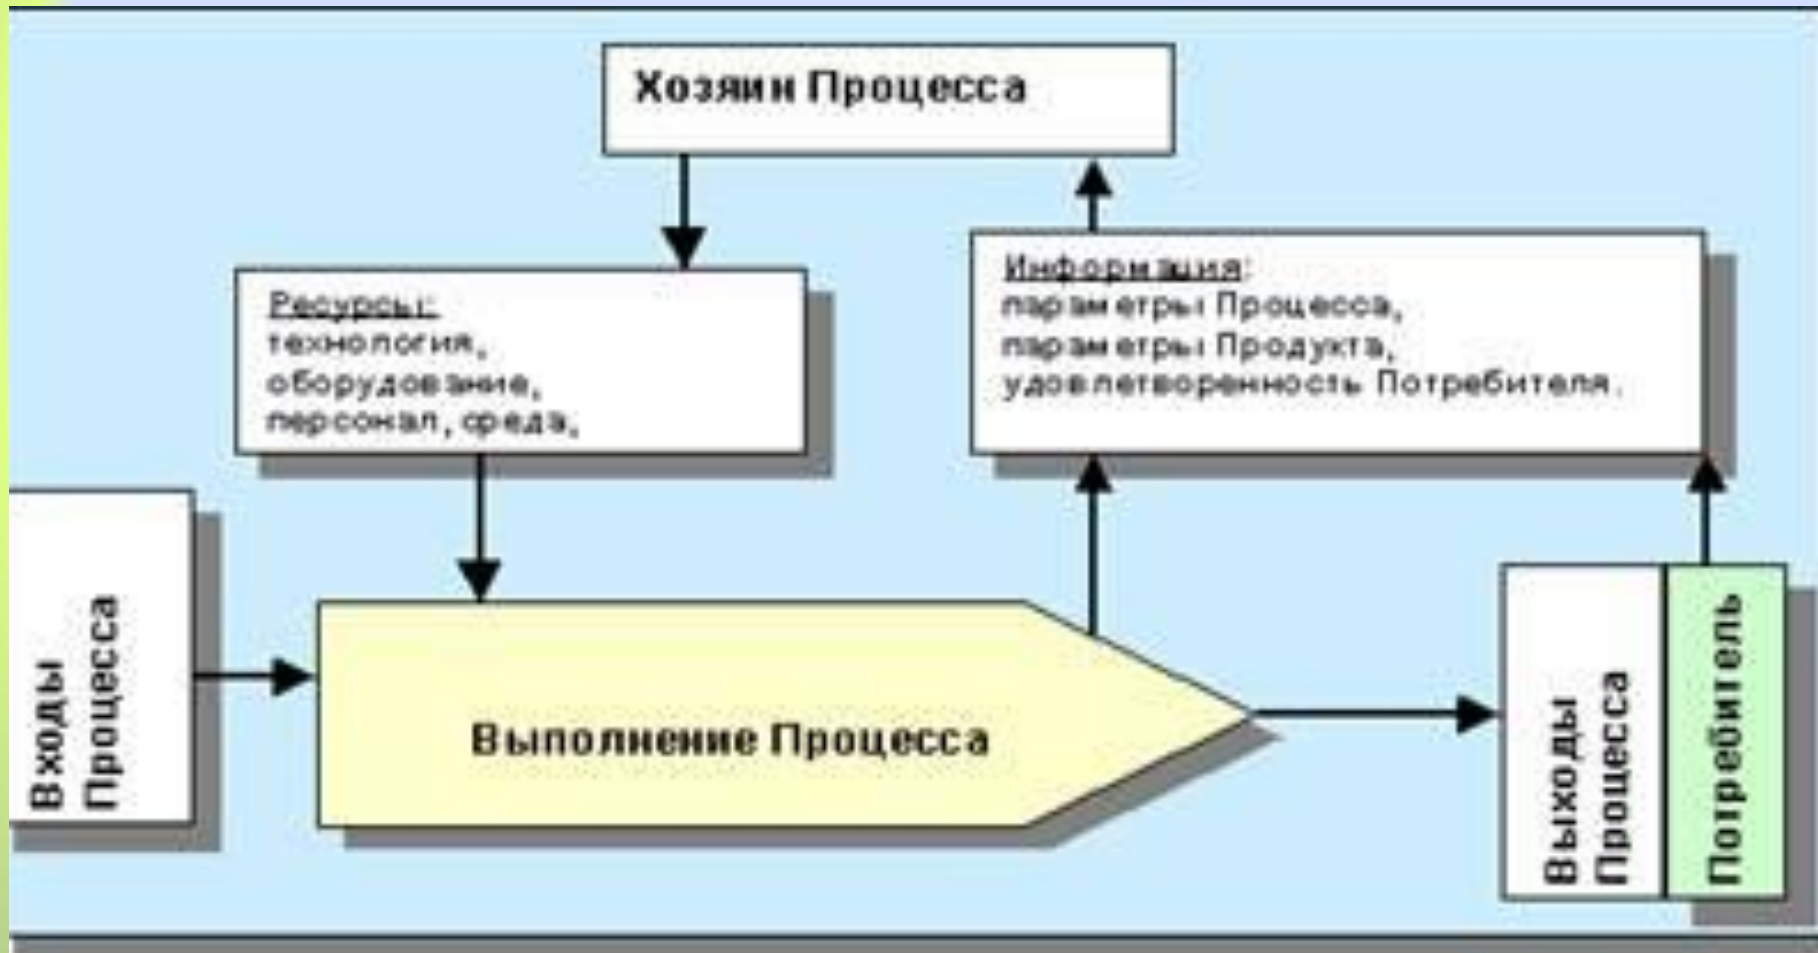 Хозяин Процесса
Ресурсы:
технология,
оборудование,
персонал, среда,
Информация:
параметры Процесса,
параметры Продукта,
удовлетворенность Потребителя.
Входы
Процесса
Выполнение Процесса
Выходы
Процесса
Потребитель